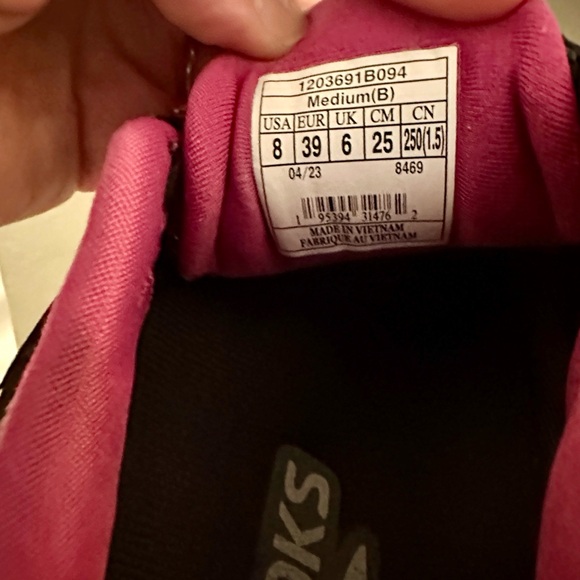 1203691B094
Medium(B)
USA EUR UK CM CN
8 39 6 25 250(1.5)
04/23 8469
1 95394 31476 2
MADE IN VIETNAM
FABRIQUE AU VIETNAM
OKS